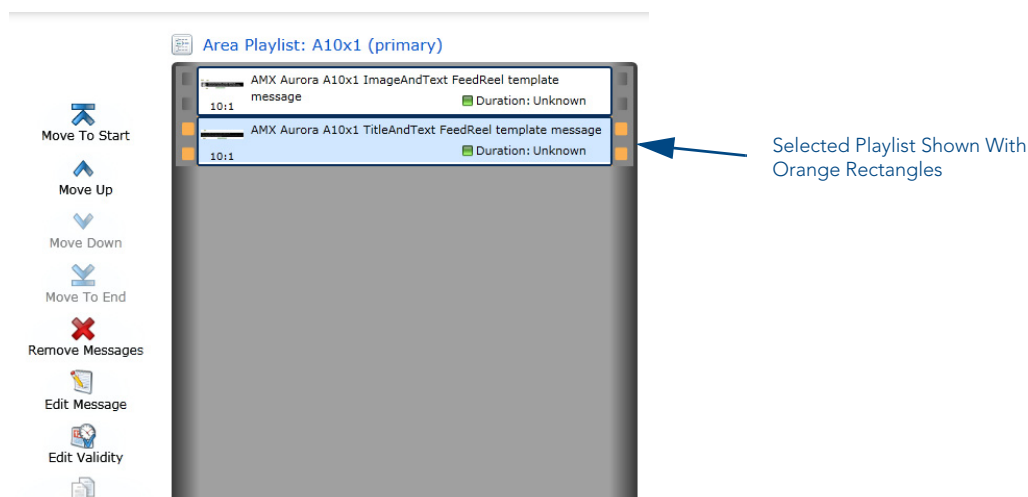 Area Playlist: A10x1 (primary)
AMX Aurora A10x1 ImageAndText FeedReel template
message
10:1
Duration: Unknown
AMX Aurora A10x1 TitleAndText FeedReel template message
10:1
Duration: Unknown
Move To Start
Move Up
Move Down
Move To End
Remove Messages
Edit Message
Edit Validity
Selected Playlist Shown With
Orange Rectangles